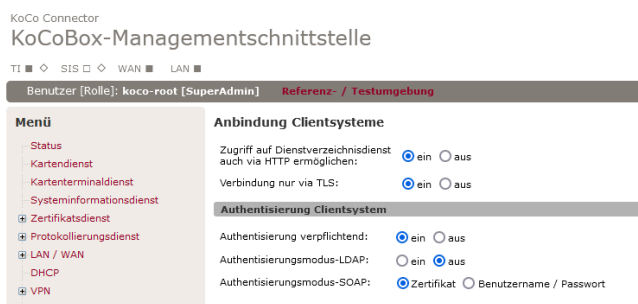 KoCo Connector
KoCoBox-Managementschnittstelle
TI ■ ◇ SIS □ ◇ WAN ■ LAN ■
Benutzer [Rolle]: koco-root [SuperAdmin] Referenz- / Testumgebung
Menü
Status
Kartendienst
Kartenterminaldienst
Systeminformationsdienst
Zertifikatsdienst
Protokollierungsdienst
LAN / WAN
DHCP
VPN
Anbindung Clientsysteme
Zugriff auf Dienstverzeichnisdienst
auch via HTTP ermöglichen: ein aus
Verbindung nur via TLS: ein aus
Authentisierung Clientsystem
Authentisierung verpflichtend: ein aus
Authentisierungsmodus-LDAP: ein aus
Authentisierungsmodus-SOAP: Zertifikat Benutzername / Passwort